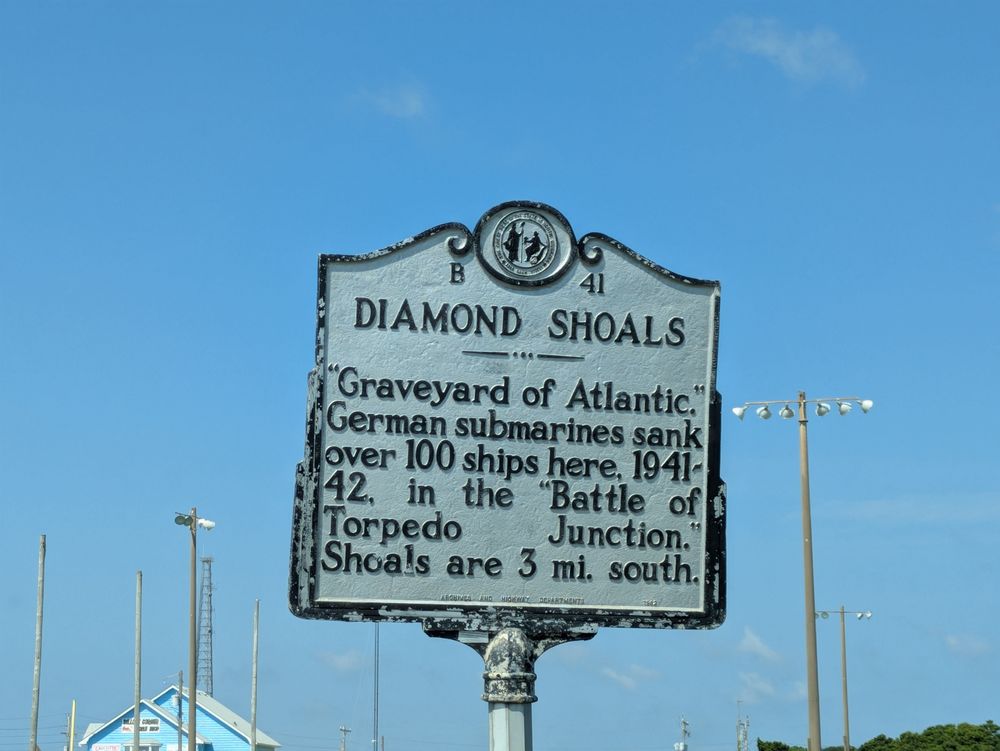 B 41
DIAMOND SHOALS
"Graveyard of Atlantic."
German submarines sank
over 100 ships here, 1941-
42, in the "Battle of
Torpedo Junction."
Shoals are 3 mi. south.
ARCHIVES AND HIGHWAY DEPARTMENTS